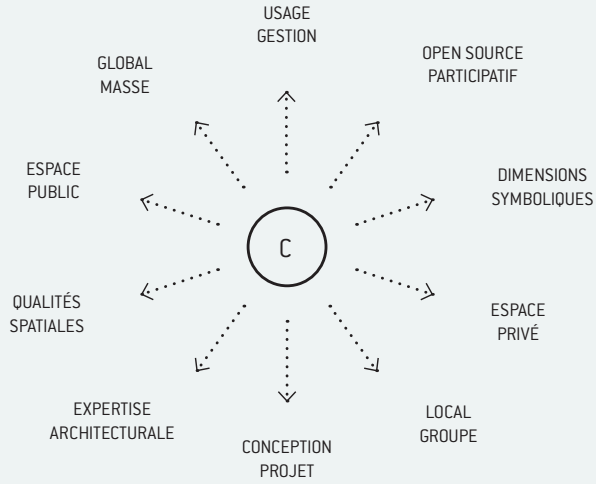 USAGE
GESTION
OPEN SOURCE
PARTICIPATIF
GLOBAL
MASSE
ESPACE
PUBLIC
DIMENSIONS
SYMBOLIQUES
C
QUALITÉS
SPATIALES
ESPACE
PRIVÉ
EXPERTISE
ARCHITECTURALE
LOCAL
GROUPE
CONCEPTION
PROJET